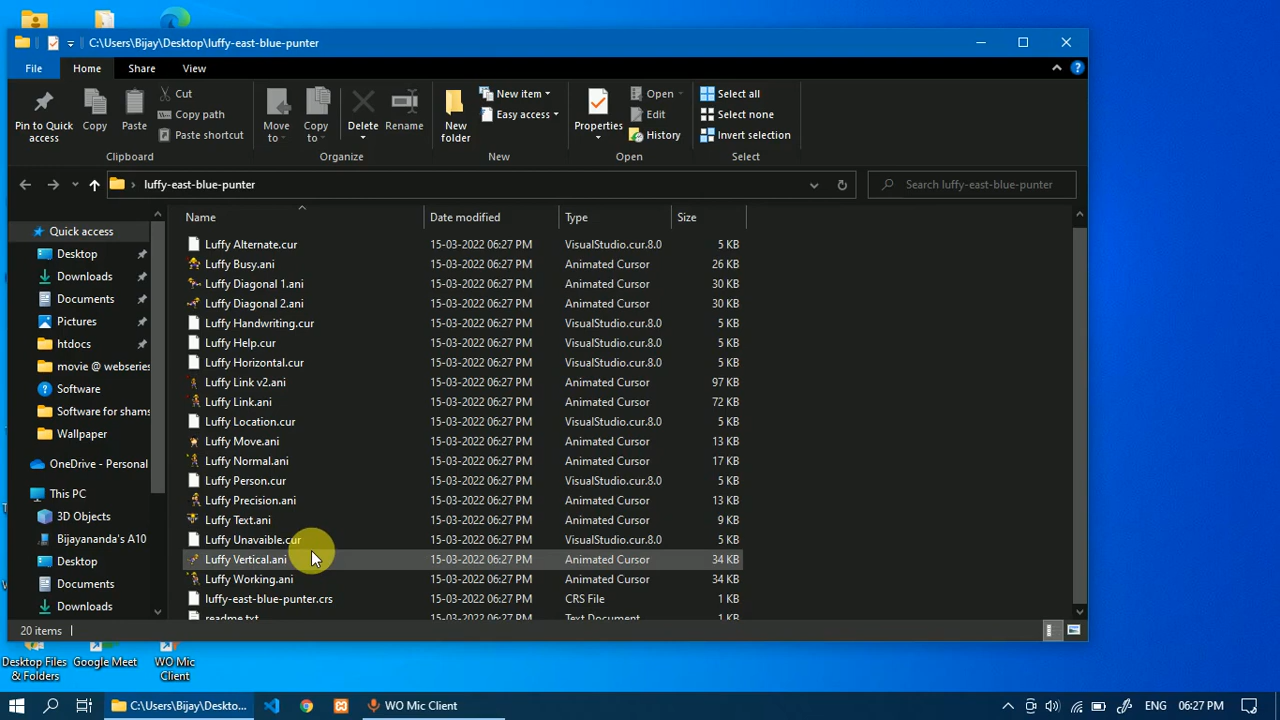 C:\Users\Bijay\Desktop\luffy-east-blue-punter
File
Home
Share
View
Pin to Quick access
Copy
Paste
Cut
Copy path
Paste shortcut
Clipboard
Move to
Copy to
Delete
Rename
Organize
New folder
New item
Easy access
New
Properties
Open
Edit
History
Open
Select all
Select none
Invert selection
Select
luffy-east-blue-punter
Search luffy-east-blue-punter
Name Date modified Type Size
Quick access
Desktop
Downloads
Documents
Pictures
htdocs
movie @ webseries
Software
Software for shams
Wallpaper
OneDrive - Personal
This PC
3D Objects
Bijayananda's A10
Desktop
Documents
Downloads
Luffy Alternate.cur 15-03-2022 06:27 PM VisualStudio.cur.8.0 5 KB
Luffy Busy.ani 15-03-2022 06:27 PM Animated Cursor 26 KB
Luffy Diagonal 1.ani 15-03-2022 06:27 PM Animated Cursor 30 KB
Luffy Diagonal 2.ani 15-03-2022 06:27 PM Animated Cursor 30 KB
Luffy Handwriting.cur 15-03-2022 06:27 PM VisualStudio.cur.8.0 5 KB
Luffy Help.cur 15-03-2022 06:27 PM VisualStudio.cur.8.0 5 KB
Luffy Horizontal.cur 15-03-2022 06:27 PM VisualStudio.cur.8.0 5 KB
Luffy Link v2.ani 15-03-2022 06:27 PM Animated Cursor 97 KB
Luffy Link.ani 15-03-2022 06:27 PM Animated Cursor 72 KB
Luffy Location.cur 15-03-2022 06:27 PM VisualStudio.cur.8.0 5 KB
Luffy Move.ani 15-03-2022 06:27 PM Animated Cursor 13 KB
Luffy Normal.ani 15-03-2022 06:27 PM Animated Cursor 17 KB
Luffy Person.cur 15-03-2022 06:27 PM VisualStudio.cur.8.0 5 KB
Luffy Precision.ani 15-03-2022 06:27 PM Animated Cursor 13 KB
Luffy Text.ani 15-03-2022 06:27 PM Animated Cursor 9 KB
Luffy Unavaible.cur 15-03-2022 06:27 PM VisualStudio.cur.8.0 5 KB
Luffy Vertical.ani 15-03-2022 06:27 PM Animated Cursor 34 KB
Luffy Working.ani 15-03-2022 06:27 PM Animated Cursor 34 KB
luffy-east-blue-punter.crs 15-03-2022 06:27 PM CRS File 1 KB
readme.txt 15-03-2022 06:27 PM Text Document 1 KB
20 items
Desktop Files & Folders
Google Meet
WO Mic Client
C:\Users\Bijay\Deskto...
WO Mic Client
ENG
06:27 PM